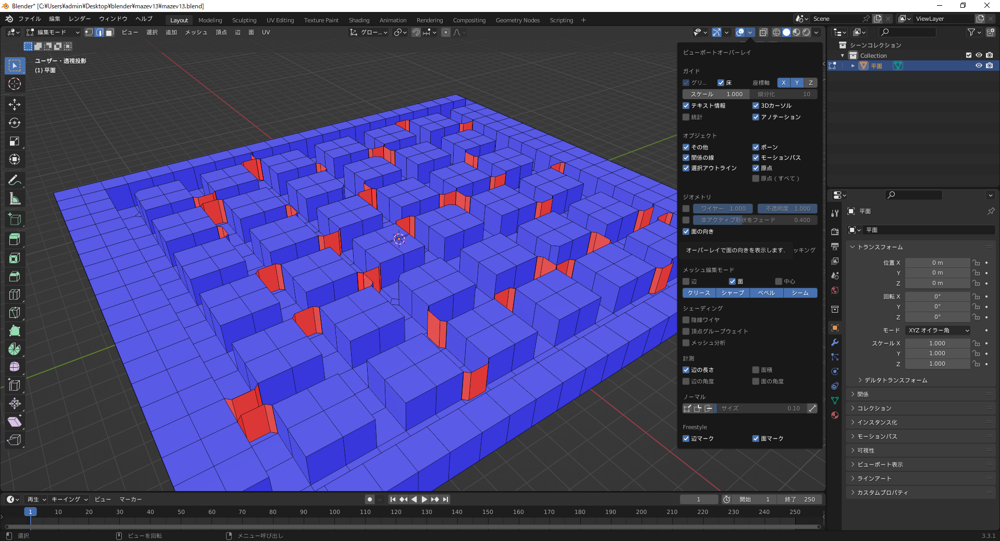 Blender* [C:¥Users¥admin¥Desktop¥blender¥mazev13¥mazev13.blend]
ファイル 編集 レンダー ウィンドウ ヘルプ Layout Modeling Sculpting UV Editing Texture Paint Shading Animation Rendering Compositing Geometry Nodes Scripting + Scene ViewLayer
編集モード ビュー 選択 追加 メッシュ 頂点 辺 面 UV グロー...
ユーザー・透視投影
(1) 平面
ビューポートオーバーレイ
ガイド
グリ... 床 座標軸 X Y Z
スケール 1.000 細分化 10
テキスト情報 3Dカーソル
統計 アノテーション
オブジェクト
その他 ボーン
関係の線 モーションパス
選択アウトライン 原点
原点 ( すべて )
ジオメトリ
ワイヤー 1.000 不透明度 1.000
非アクティブ形状をフェード 0.400
面の向き
オーバーレイで面の向きを表示します. ッキング
メッシュ編集モード
辺 面 中心
クリース シャープ ベベル シーム
シェーディング
陰線ワイヤ
頂点グループウェイト
メッシュ分析
計測
辺の長さ 面積
辺の角度 面の角度
ノーマル
サイズ 0.10
Freestyle
辺マーク 面マーク
シーンコレクション
Collection
平面
平面
平面
トランスフォーム
位置 X 0 m
Y 0 m
Z 0 m
回転 X 0°
Y 0°
Z 0°
モード XYZ オイラー角
スケール X 1.000
Y 1.000
Z 1.000
デルタトランスフォーム
関係
コレクション
インスタンス化
モーションパス
可視性
ビューポート表示
ラインアート
カスタムプロパティ
再生 キーイング ビュー マーカー 1 開始 1 終了 250
1 10 20 30 40 50 60 70 80 90 100 110 120 130 140 150 160 170 180 190 200 210 220 230 240 250
選択 ビューを回転 メニュー呼び出し 3.3.1